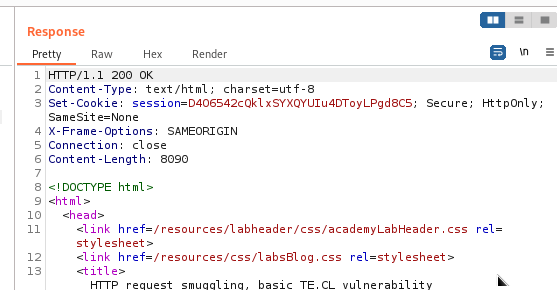 Response
Pretty Raw Hex Render
\n
1 HTTP/1.1 200 OK
2 Content-Type: text/html; charset=utf-8
3 Set-Cookie: session=D4O6542cQklxSYXQYUIu4DToyLPgd8C5; Secure; HttpOnly;
SameSite=None
4 X-Frame-Options: SAMEORIGIN
5 Connection: close
6 Content-Length: 8090
7
8 <!DOCTYPE html>
9 <html>
10 <head>
11 <link href=/resources/labheader/css/academyLabHeader.css rel=
stylesheet>
12 <link href=/resources/css/labsBlog.css rel=stylesheet>
13 <title>
HTTP request smuggling, basic TE.CL vulnerability